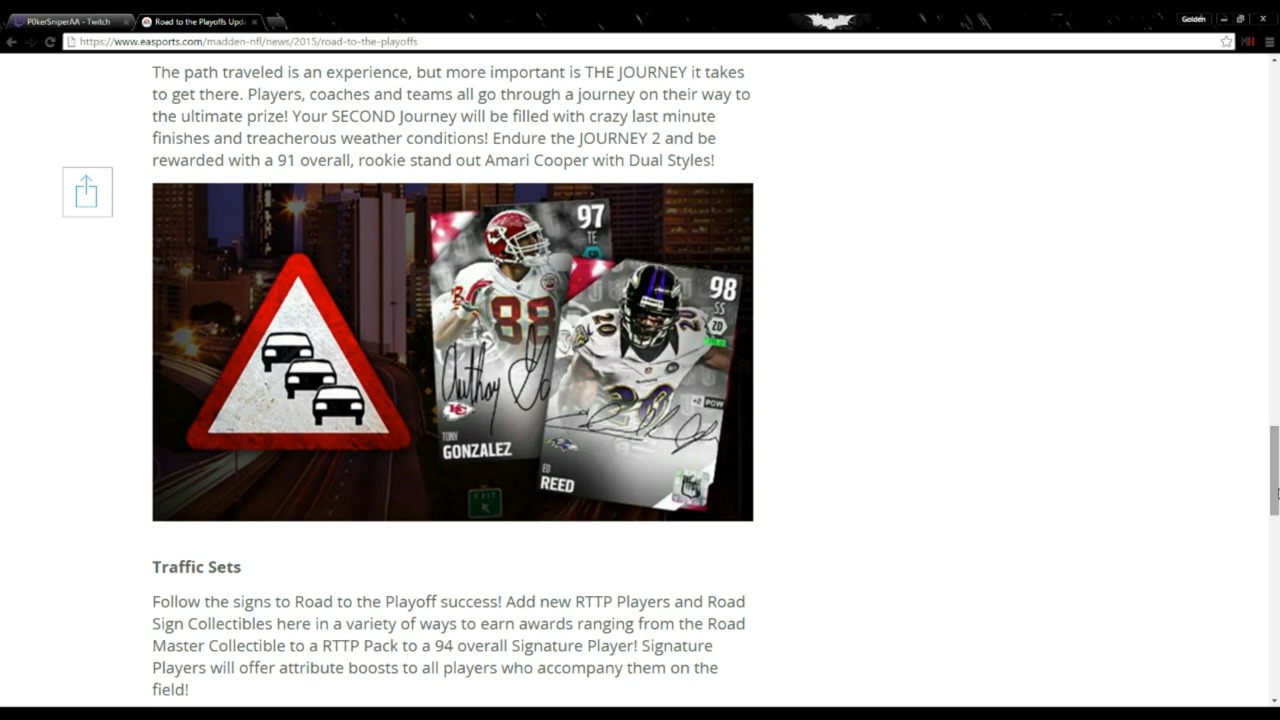 P0kerSniperAA - Twitch
Road to the Playoffs Upda
Golden
https://www.easports.com/madden-nfl/news/2015/road-to-the-playoffs
The path traveled is an experience, but more important is THE JOURNEY it takes
to get there. Players, coaches and teams all go through a journey on their way to
the ultimate prize! Your SECOND Journey will be filled with crazy last minute
finishes and treacherous weather conditions! Endure the JOURNEY 2 and be
rewarded with a 91 overall, rookie stand out Amari Cooper with Dual Styles!
97
TE
88
TONY
GONZALEZ
98
SS
ZD
20
+2 POW
ED
REED
EXIT
Traffic Sets
Follow the signs to Road to the Playoff success! Add new RTTP Players and Road
Sign Collectibles here in a variety of ways to earn awards ranging from the Road
Master Collectible to a RTTP Pack to a 94 overall Signature Player! Signature
Players will offer attribute boosts to all players who accompany them on the
field!